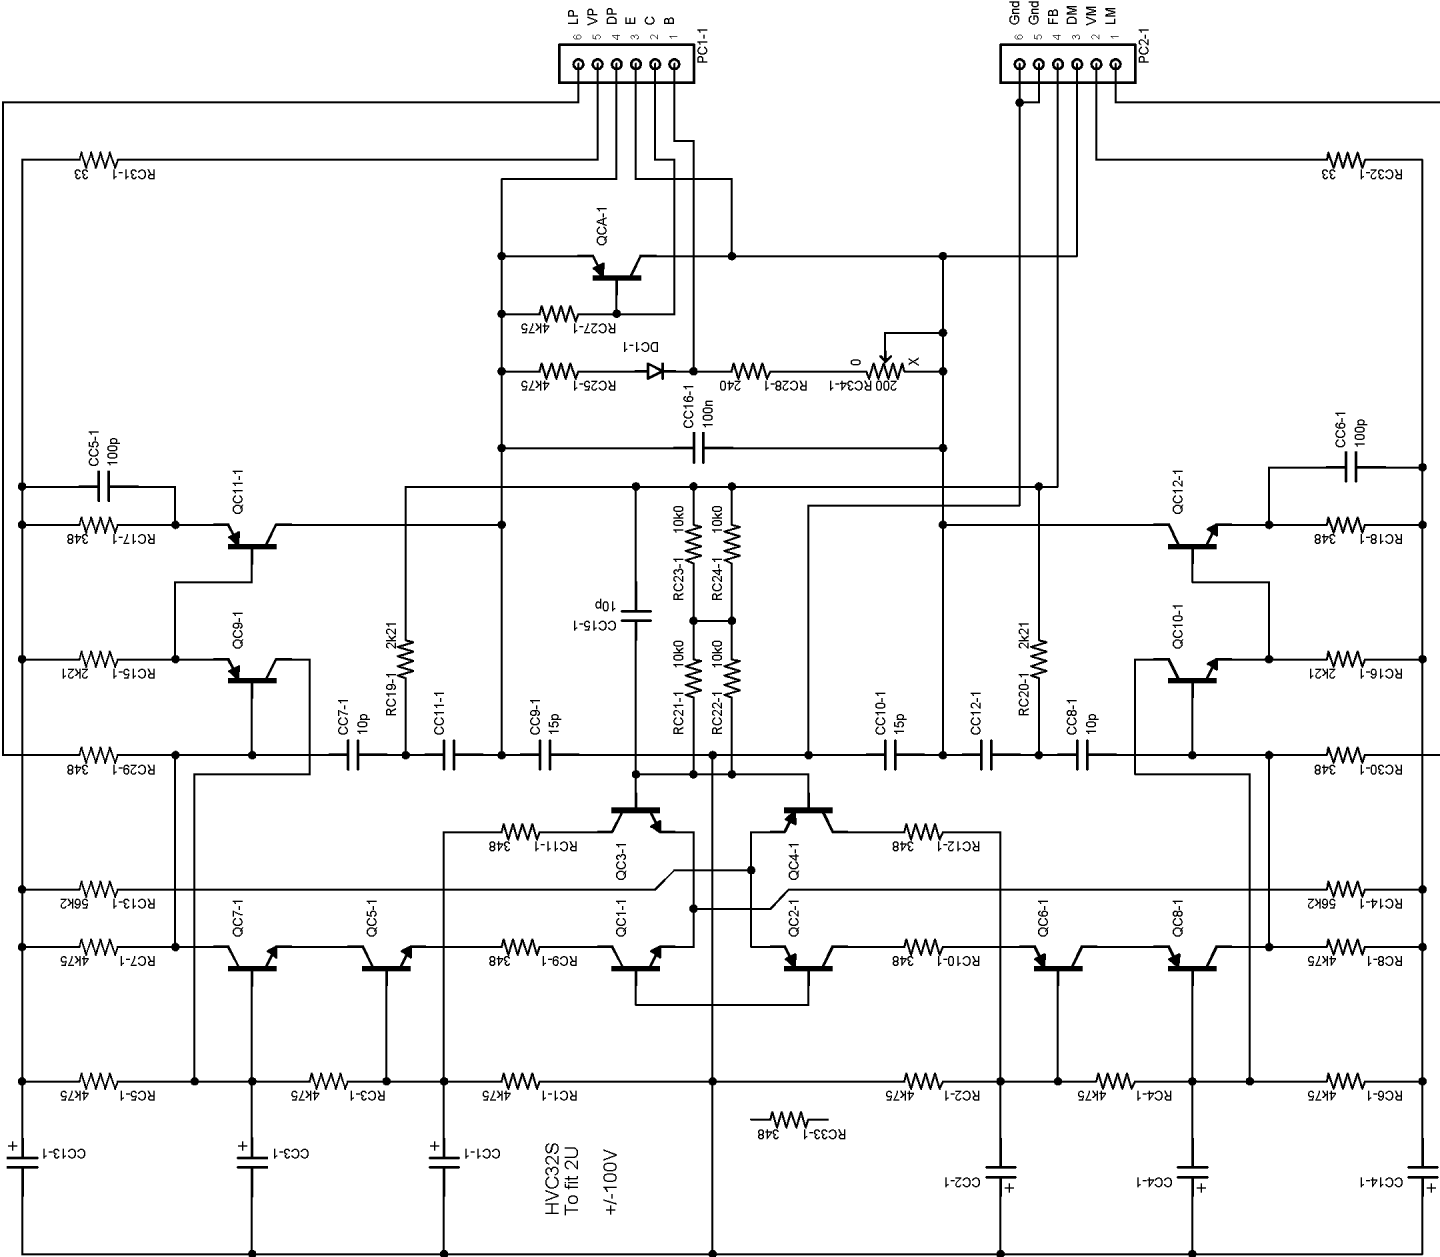 LP VP DP E C B
6 5 4 3 2 1
PC1-1
Gnd Gnd FB DM VM LM
6 5 4 3 2 1
PC2-1
33 RC31-1
33 RC32-1
QCA-1
4k75 RC27-1
4k75 RC25-1
DC1-1
240 RC28-1
200 RC34-1
0
X
CC16-1
100n
CC5-1
100p
CC6-1
100p
QC11-1
QC12-1
348 RC17-1
348 RC18-1
RC23-1 10k0
RC24-1 10k0
10p
CC15-1
QC9-1
QC10-1
2k21 RC15-1
RC19-1 2k21
RC21-1 10k0
RC22-1 10k0
RC20-1 2k21
2k21 RC16-1
348 RC29-1
CC7-1
10p
CC11-1
CC9-1
15p
CC10-1
15p
CC12-1
CC8-1
10p
348 RC30-1
348 RC11-1
QC3-1
QC4-1
348 RC12-1
56k2 RC13-1
56k2 RC14-1
QC7-1
QC5-1
QC1-1
QC2-1
QC6-1
QC8-1
4k75 RC7-1
348 RC9-1
348 RC10-1
4k75 RC8-1
4k75 RC5-1
4k75 RC3-1
4k75 RC1-1
4k75 RC2-1
4k75 RC4-1
4k75 RC6-1
348 RC33-1
+ CC13-1
+ CC3-1
+ CC1-1
CC2-1 +
CC4-1 +
CC14-1 +
HVC32S
To fit 2U
+/-100V